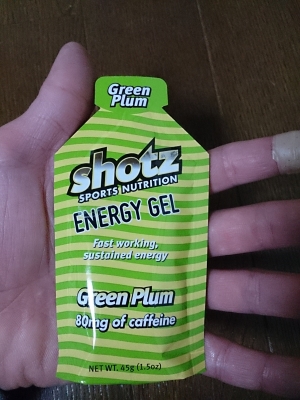 Green
Plum
shotz
SPORTS NUTRITION
ENERGY GEL
Fast working,
sustained energy
Green Plum
80mg of caffeine
NET WT. 45g (1.5oz)